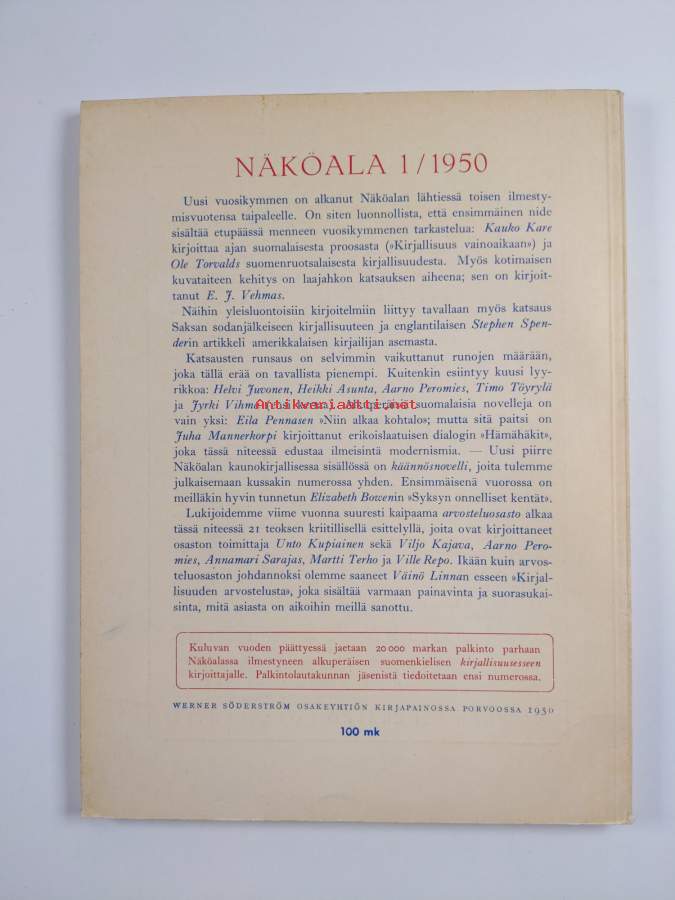 NÄKÖALA 1/1950
Uusi vuosikymmen on alkanut Näköalan lähtiessä toisen ilmesty-
misvuotensa taipaleelle. On siten luonnollista, että ensimmäinen nide
sisältää etupäässä menneen vuosikymmenen tarkastelua: Kauko Kare
kirjoittaa ajan suomalaisesta proosasta (»Kirjallisuus vainoaikaan») ja
Ole Torvalds suomenruotsalaisesta kirjallisuudesta. Myös kotimaisen
kuvataiteen kehitys on laajahkon katsauksen aiheena; sen on kirjoit-
tanut E. J. Vehmas.
Näihin yleisluontoisiin kirjoitelmiin liittyy tavallaan myös katsaus
Saksan sodanjälkeiseen kirjallisuuteen ja englantilaisen Stephen Spen-
derin artikkeli amerikkalaisen kirjailijan asemasta.
Katsausten runsaus on selvimmin vaikuttanut runojen määrään,
joka tällä erää on tavallista pienempi. Kuitenkin esiintyy kuusi lyy-
rikkoa: Helvi Juvonen, Heikki Asunta, Aarno Peromies, Timo Töyrylä
ja Jyrki Vihma suomalaisia novelleja on
Antikvariaatti.net
vain yksi: Eila Pennasen »Niin alkaa kohtalo»; mutta sitä paitsi on
Juha Mannerkorpi kirjoittanut erikoislaatuisen dialogin »Hämähäkit»,
joka tässä niteessä edustaa ilmeisintä modernismia. — Uusi piirre
Näköalan kaunokirjallisessa sisällössä on käännösnovelli, joita tulemme
julkaisemaan kussakin numerossa yhden. Ensimmäisenä vuorossa on
meilläkin hyvin tunnetun Elizabeth Bowenin »Syksyn onnelliset kentät».
Lukijoidemme viime vuonna suuresti kaipaama arvosteluosasto alkaa
tässä niteessä 21 teoksen kriitillisellä esittelyllä, joita ovat kirjoittaneet
osaston toimittaja Unto Kupiainen sekä Viljo Kajava, Aarno Pero-
mies, Annamari Sarajas, Martti Terho ja Ville Repo. Ikään kuin arvos-
teluosaston johdannoksi olemme saaneet Väinö Linnan esseen »Kirjal-
lisuuden arvostelusta», joka sisältää varmaan painavinta ja suorasukai-
sinta, mitä asiasta on aikoihin meillä sanottu.
Kuluvan vuoden päättyessä jaetaan 20 000 markan palkinto parhaan
Näköalassa ilmestyneen alkuperäisen suomenkielisen kirjallisuusesseen
kirjoittajalle. Palkintolautakunnan jäsenistä tiedoitetaan ensi numerossa.
WERNER SÖDERSTRÖM OSAKEYHTIÖN KIRJAPAINOSSA PORVOOSSA 1950
100 mk